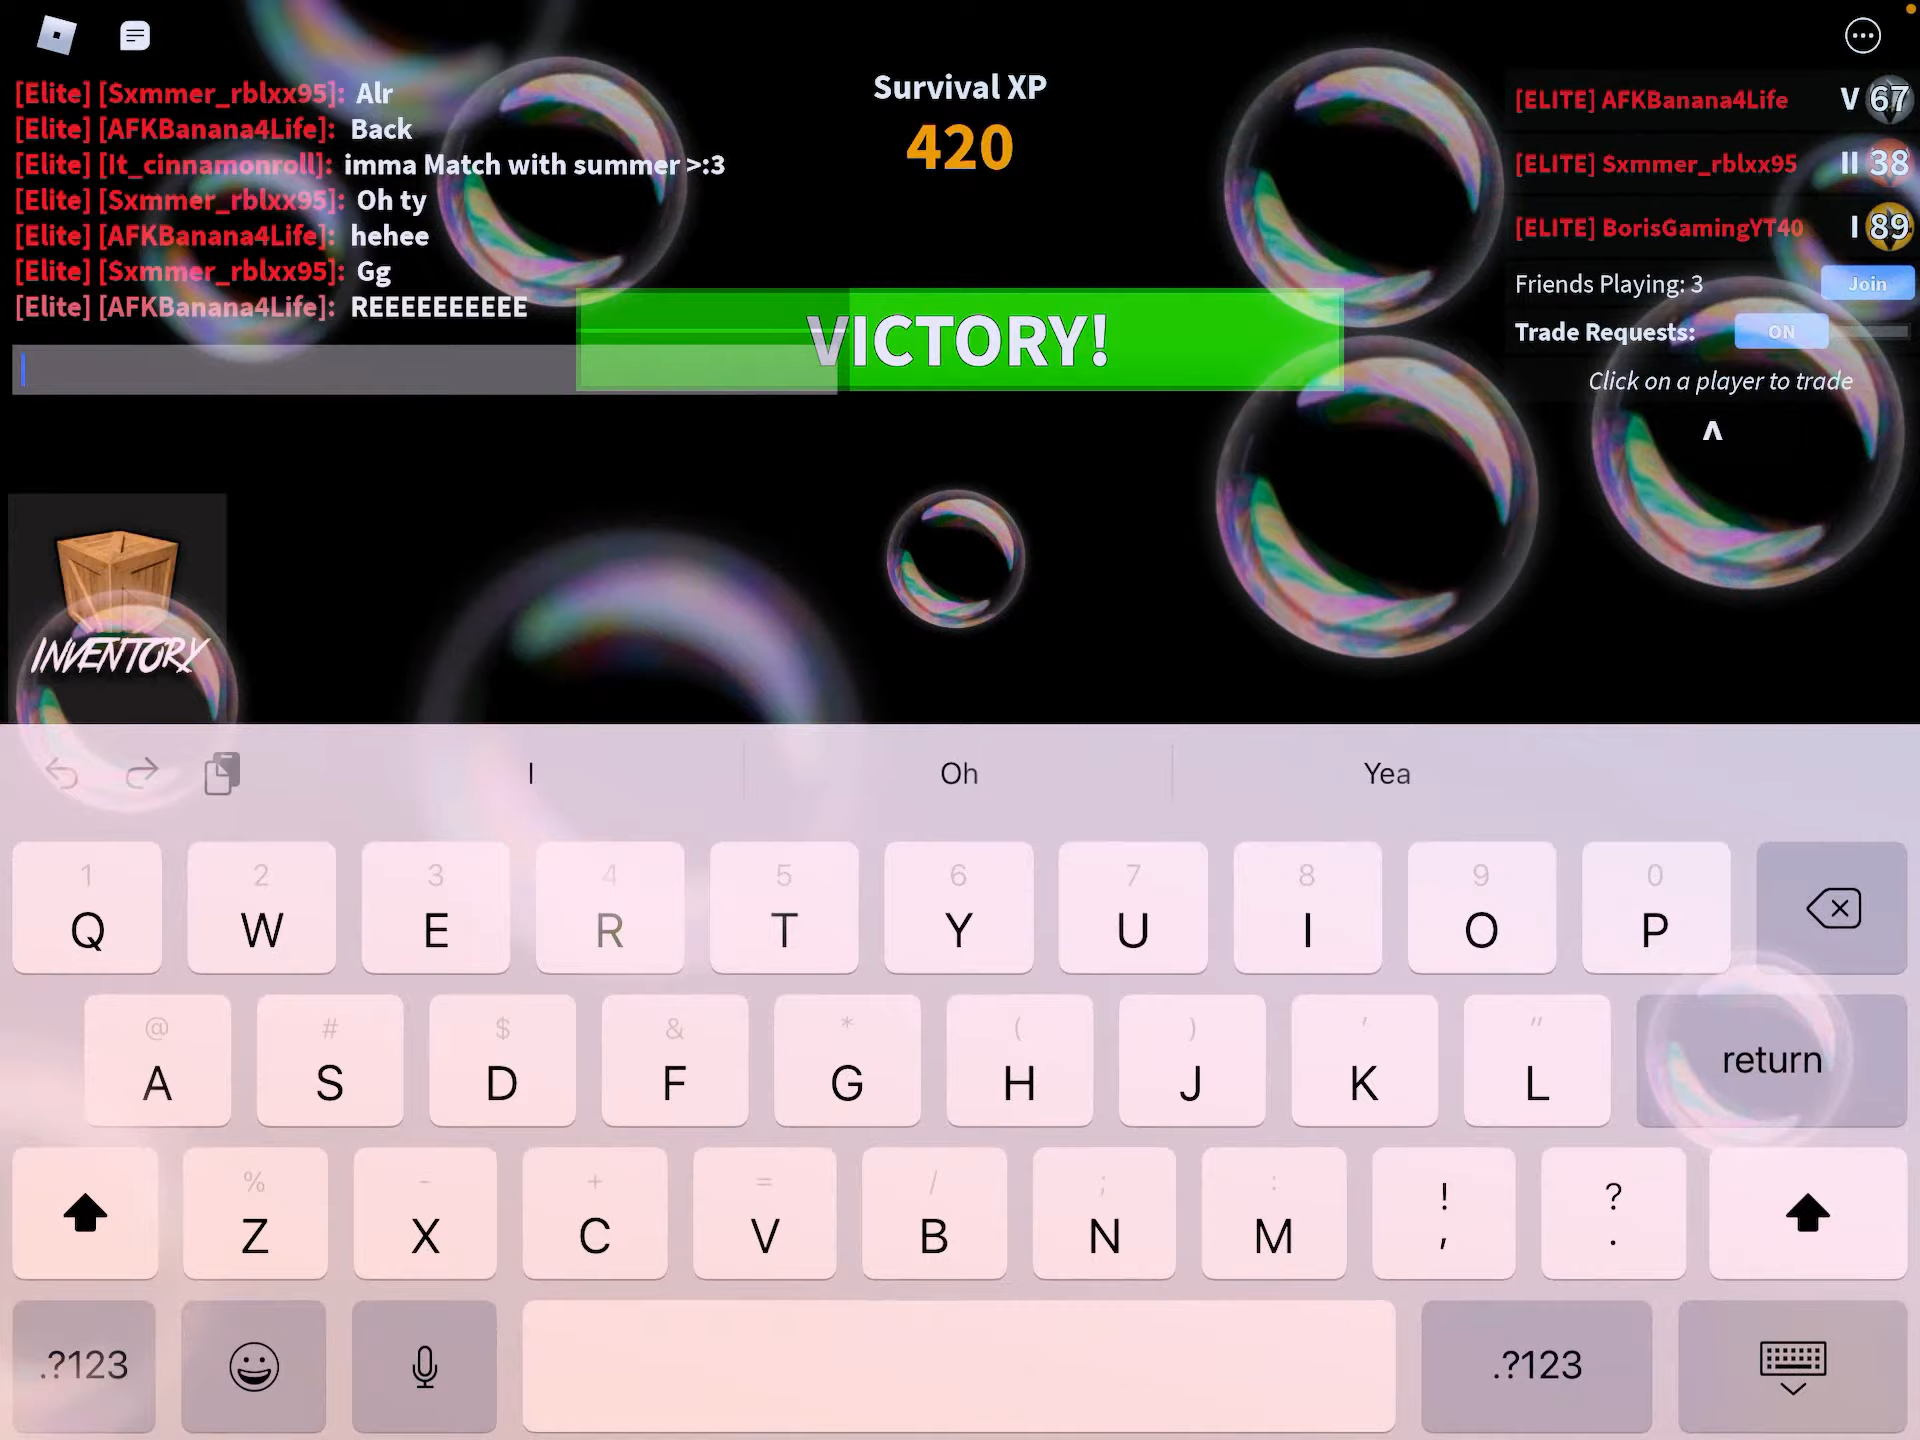 [Elite] [Sxmmer_rblxx95]: Alr
[Elite] [AFKBanana4Life]: Back
[Elite] [It_cinnamonroll]: imma Match with summer >:3
[Elite] [Sxmmer_rblxx95]: Oh ty
[Elite] [AFKBanana4Life]: hehee
[Elite] [Sxmmer_rblxx95]: Gg
[Elite] [AFKBanana4Life]: REEEEEEEEEE
Survival XP
420
VICTORY!
[ELITE] AFKBanana4Life V 67
[ELITE] Sxmmer_rblxx95 II 38
[ELITE] BorisGamingYT40 I 89
Friends Playing: 3 Join
Trade Requests: ON
Click on a player to trade
INVENTORY
I Oh Yea
1 2 3 4 5 6 7 8 9 0
Q W E R T Y U I O P
@ # $ & * ( ) ' "
A S D F G H J K L return
% - + = / ; : ! ?
Z X C V B N M , .
.?123 .?123